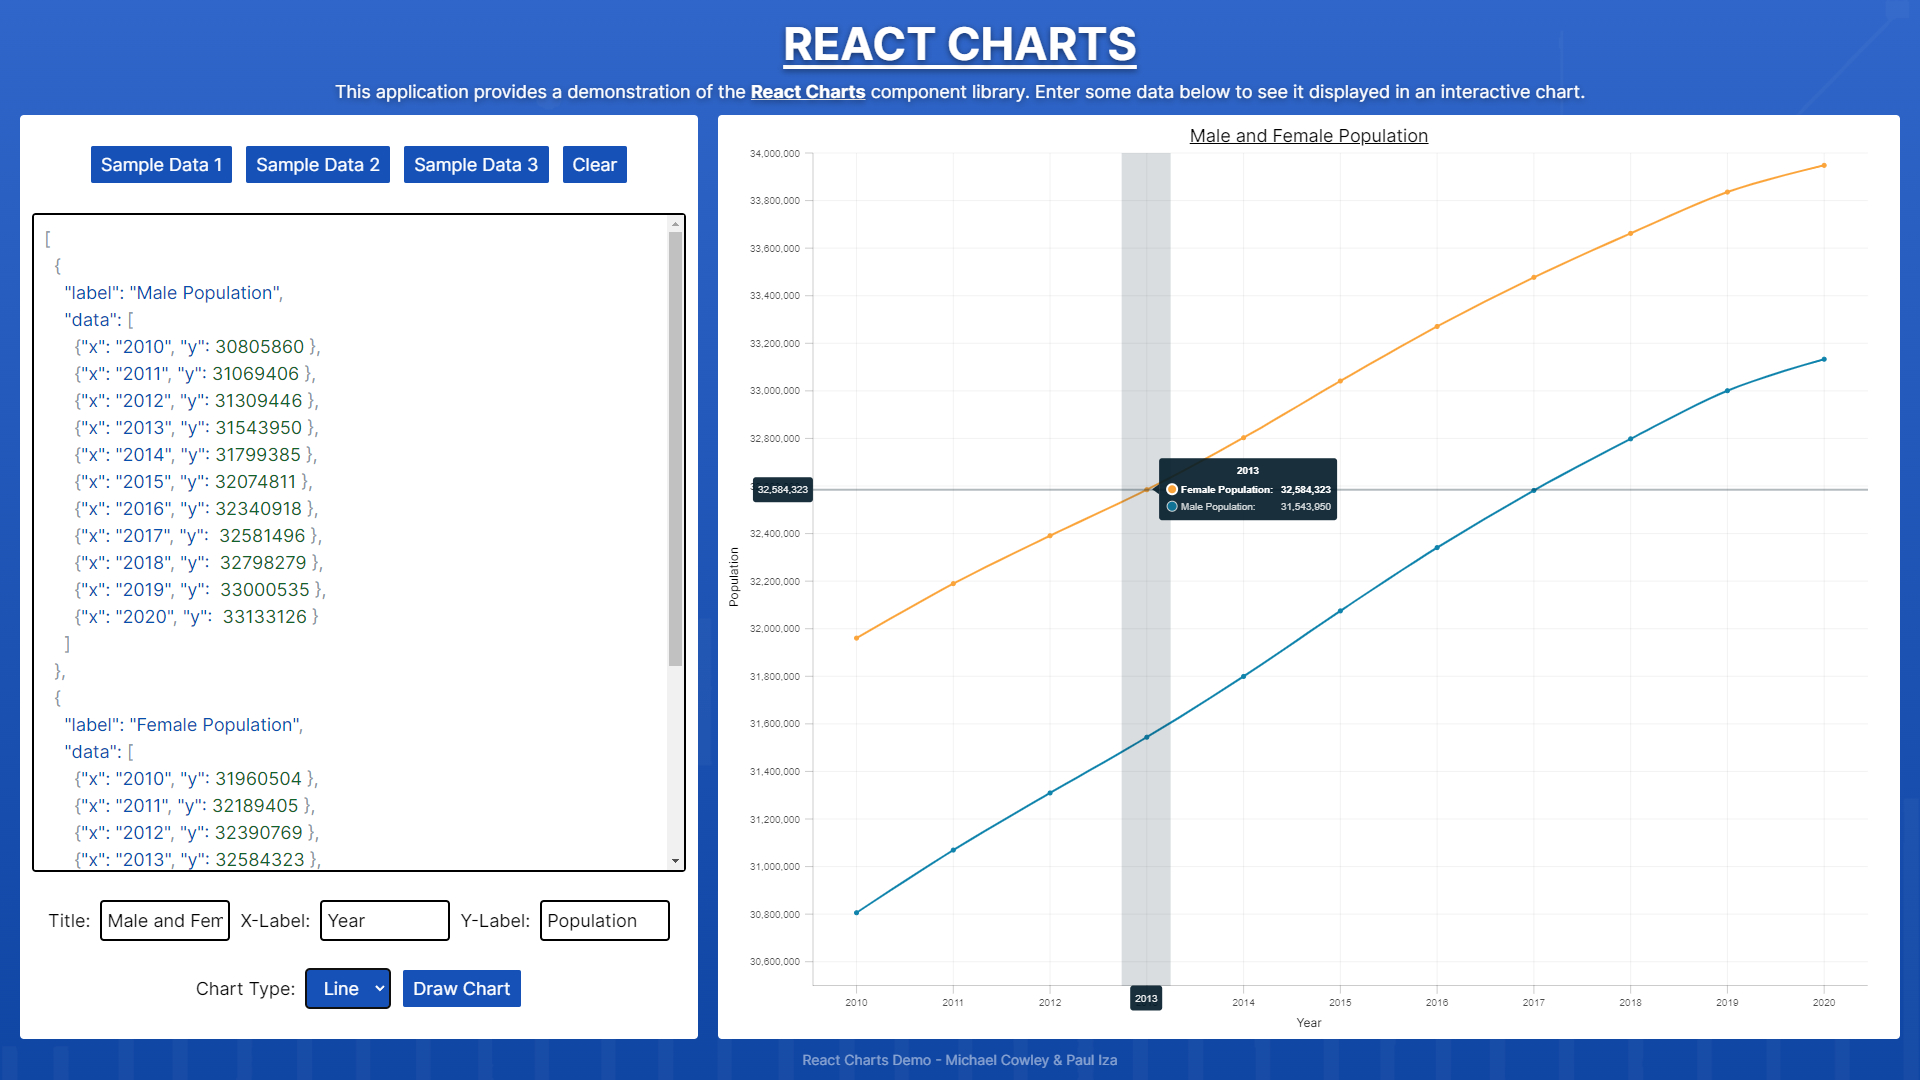 REACT CHARTS
This application provides a demonstration of the React Charts component library. Enter some data below to see it displayed in an interactive chart.
Sample Data 1
Sample Data 2
Sample Data 3
Clear
[
{
"label": "Male Population",
"data": [
{"x": "2010", "y": 30805860 },
{"x": "2011", "y": 31069406 },
{"x": "2012", "y": 31309446 },
{"x": "2013", "y": 31543950 },
{"x": "2014", "y": 31799385 },
{"x": "2015", "y": 32074811 },
{"x": "2016", "y": 32340918 },
{"x": "2017", "y":  32581496 },
{"x": "2018", "y":  32798279 },
{"x": "2019", "y":  33000535 },
{"x": "2020", "y":  33133126 }
]
},
{
"label": "Female Population",
"data": [
{"x": "2010", "y": 31960504 },
{"x": "2011", "y": 32189405 },
{"x": "2012", "y": 32390769 },
{"x": "2013", "y": 32584323 },
Title: Male and Fem
X-Label: Year
Y-Label: Population
Chart Type: Line
Draw Chart
Male and Female Population
34,000,000
33,800,000
33,600,000
33,400,000
33,200,000
33,000,000
32,800,000
32,584,323
32,400,000
32,200,000
32,000,000
31,800,000
31,600,000
31,400,000
31,200,000
31,000,000
30,800,000
30,600,000
Population
2013
Female Population: 32,584,323
Male Population: 31,543,950
2010 2011 2012 2013 2014 2015 2016 2017 2018 2019 2020
Year
React Charts Demo - Michael Cowley & Paul Iza